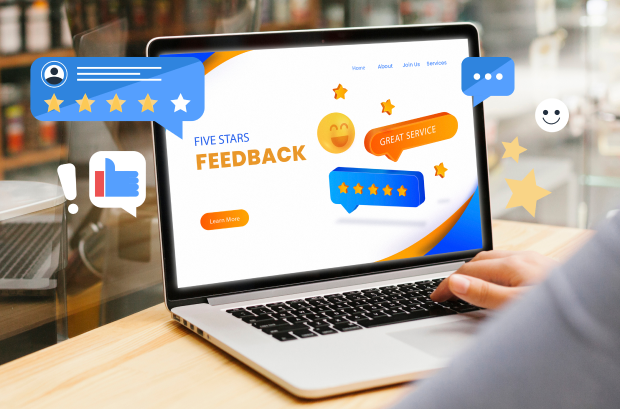 Home About Join Us Services
FIVE STARS
FEEDBACK
GREAT SERVICE
Learn More